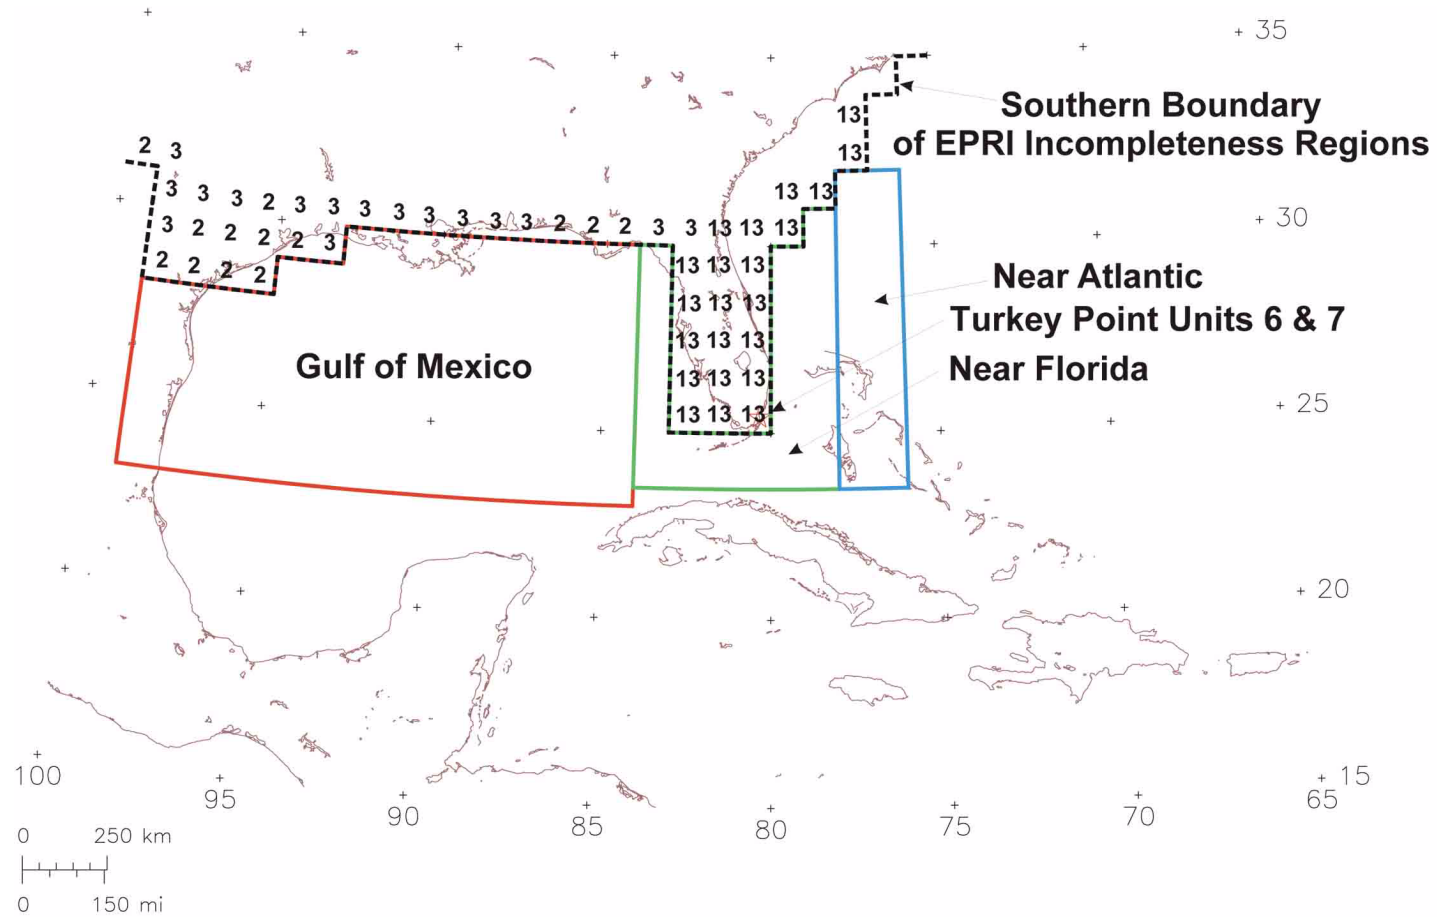 35
Southern Boundary
of EPRI Incompleteness Regions
13
13
2 3
3 3 3 2 3 3 3 3 3 3 3 3 2 2 2 3 3 13 13 13
13 13
3 2 2 2 2 3
30
2 2 2 2
13 13 13
Near Atlantic
13 13 13
Turkey Point Units 6 & 7
13 13 13
Gulf of Mexico
Near Florida
13 13 13
25
13 13 13
20
100
15
95
90
85
80
75
70
65
0 250 km
0 150 mi